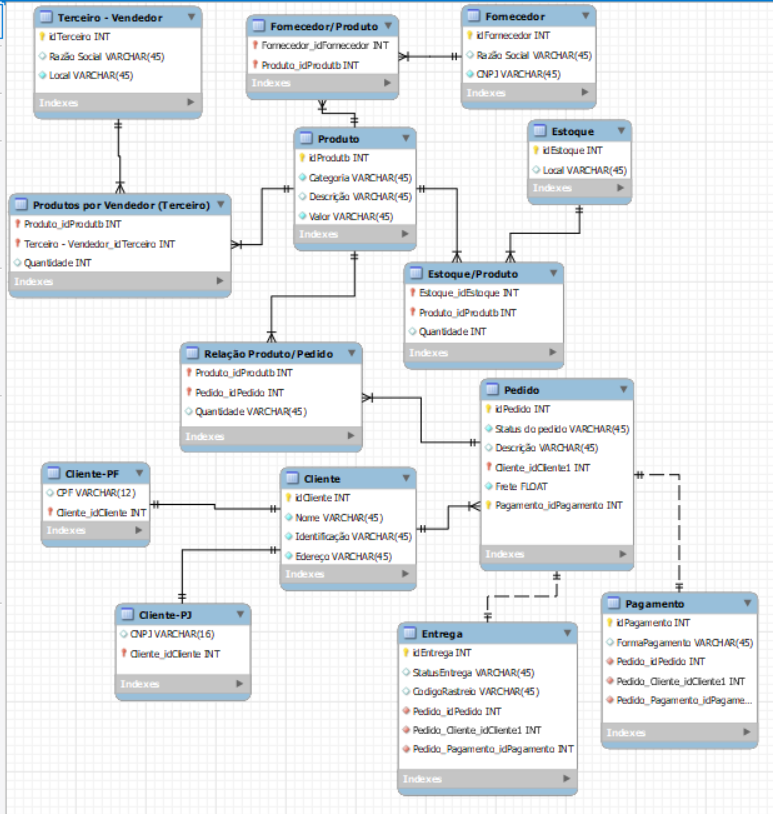 Terceiro - Vendedor
idTerceiro INT
Razão Social VARCHAR(45)
Local VARCHAR(45)
Indexes
Fornecedor/Produto
Fornecedor_idFornecedor INT
Produto_idProdutb INT
Indexes
Fornecedor
idFornecedor INT
Razão Social VARCHAR(45)
CNPJ VARCHAR(45)
Indexes
Produto
idProdutb INT
Categoria VARCHAR(45)
Descrição VARCHAR(45)
Valor VARCHAR(45)
Indexes
Estoque
idEstoque INT
Local VARCHAR(45)
Indexes
Produtos por Vendedor (Terceiro)
Produto_idProdutb INT
Terceiro - Vendedor_idTerceiro INT
Quantidade INT
Indexes
Estoque/Produto
Estoque_idEstoque INT
Produto_idProdutb INT
Quantidade INT
Indexes
Relação Produto/Pedido
Produto_idProdutb INT
Pedido_idPedido INT
Quantidade VARCHAR(45)
Indexes
Pedido
idPedido INT
Status do pedido VARCHAR(45)
Descrição VARCHAR(45)
Cliente_idCliente1 INT
Frete FLOAT
Pagamento_idPagamento INT
Indexes
Cliente-PF
CPF VARCHAR(12)
Cliente_idCliente INT
Indexes
Cliente
idCliente INT
Nome VARCHAR(45)
Identificação VARCHAR(45)
Edereço VARCHAR(45)
Indexes
Cliente-PJ
CNPJ VARCHAR(16)
Cliente_idCliente INT
Indexes
Entrega
idEntrega INT
StatusEntrega VARCHAR(45)
CodigoRastreio VARCHAR(45)
Pedido_idPedido INT
Pedido_Cliente_idCliente1 INT
Pedido_Pagamento_idPagamento INT
Indexes
Pagamento
idPagamento INT
FormaPagamento VARCHAR(45)
Pedido_idPedido INT
Pedido_Cliente_idCliente1 INT
Pedido_Pagamento_idPagame...
Indexes